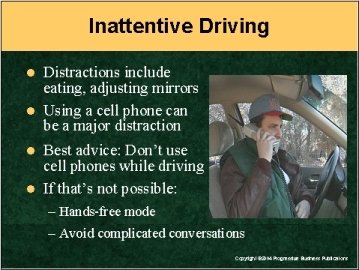 Inattentive Driving
Distractions include
eating, adjusting mirrors
Using a cell phone can
be a major distraction
Best advice: Don't use
cell phones while driving
If that's not possible:
– Hands-free mode
– Avoid complicated conversations
Copyright Progressive Business Publications